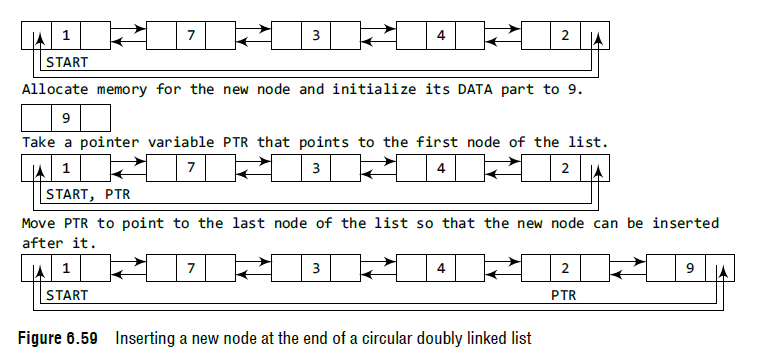 1 7 3 4 2
START
Allocate memory for the new node and initialize its DATA part to 9.
9
Take a pointer variable PTR that points to the first node of the list.
1 7 3 4 2
START, PTR
Move PTR to point to the last node of the list so that the new node can be inserted
after it.
1 7 3 4 2 9
START PTR
Figure 6.59 Inserting a new node at the end of a circular doubly linked list